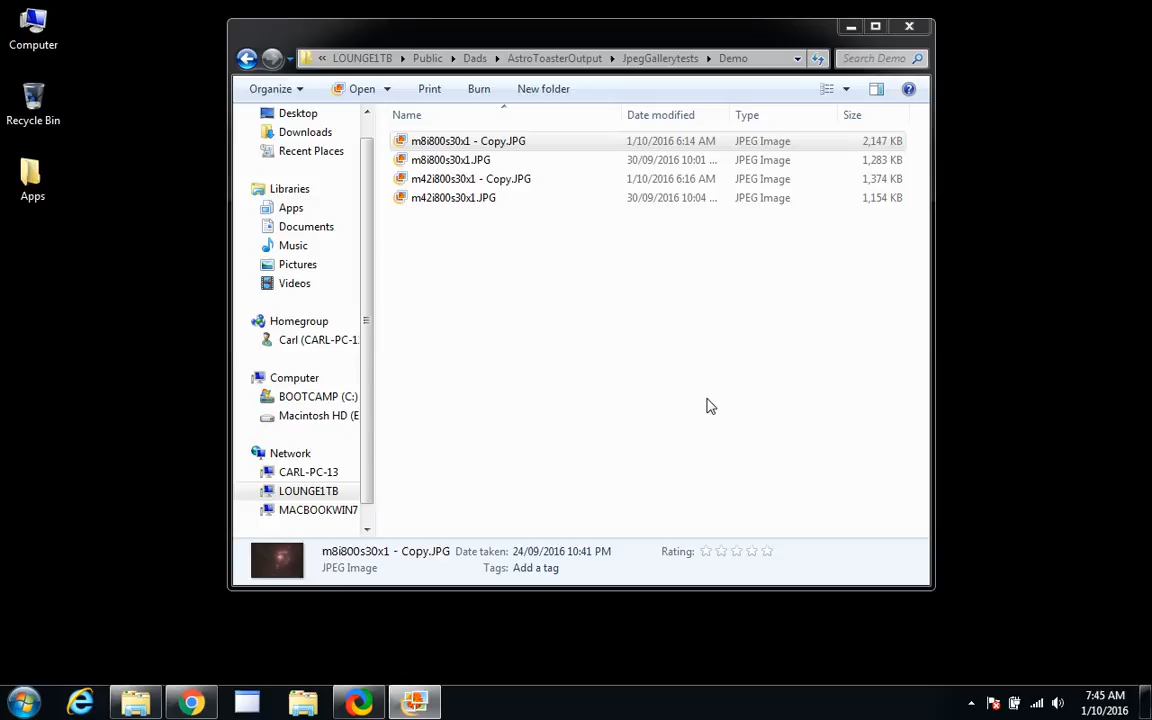 Computer
Recycle Bin
Apps
« LOUNGE1TB Public Dads AstroToasterOutput JpegGallerytests Demo
Search Demo
Organize Open Print Burn New folder
Name Date modified Type Size
m8i800s30x1 - Copy.JPG 1/10/2016 6:14 AM JPEG Image 2,147 KB
m8i800s30x1.JPG 30/09/2016 10:01 ... JPEG Image 1,283 KB
m42i800s30x1 - Copy.JPG 1/10/2016 6:16 AM JPEG Image 1,374 KB
m42i800s30x1.JPG 30/09/2016 10:04 ... JPEG Image 1,154 KB
Desktop
Downloads
Recent Places
Libraries
Apps
Documents
Music
Pictures
Videos
Homegroup
Carl (CARL-PC-1
Computer
BOOTCAMP (C:)
Macintosh HD (E
Network
CARL-PC-13
LOUNGE1TB
MACBOOKWIN7
m8i800s30x1 - Copy.JPG Date taken: 24/09/2016 10:41 PM Rating:
JPEG Image Tags: Add a tag
7:45 AM
1/10/2016